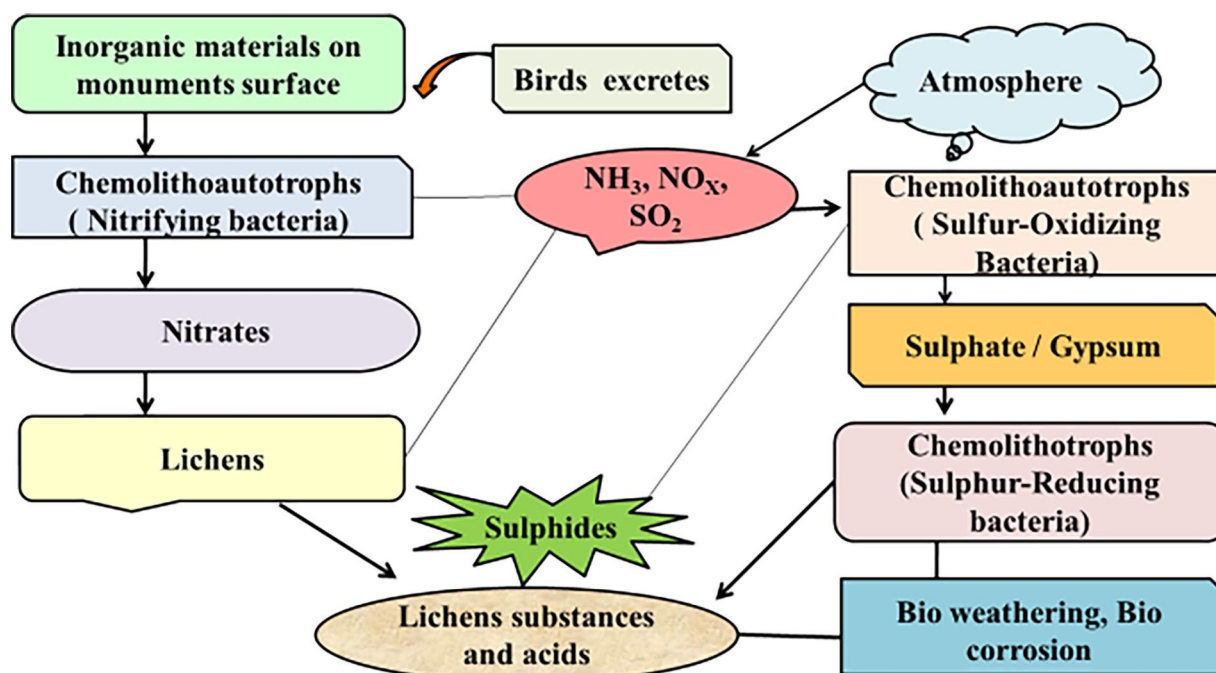 Inorganic materials on
monuments surface
Birds excretes
Atmosphere
Chemolithoautotrophs
( Nitrifying bacteria)
NH₃, NOₓ,
SO₂
Chemolithoautotrophs
( Sulfur-Oxidizing
Bacteria)
Nitrates
Sulphate / Gypsum
Lichens
Chemolithotrophs
(Sulphur-Reducing
bacteria)
Sulphides
Lichens substances
and acids
Bio weathering, Bio
corrosion